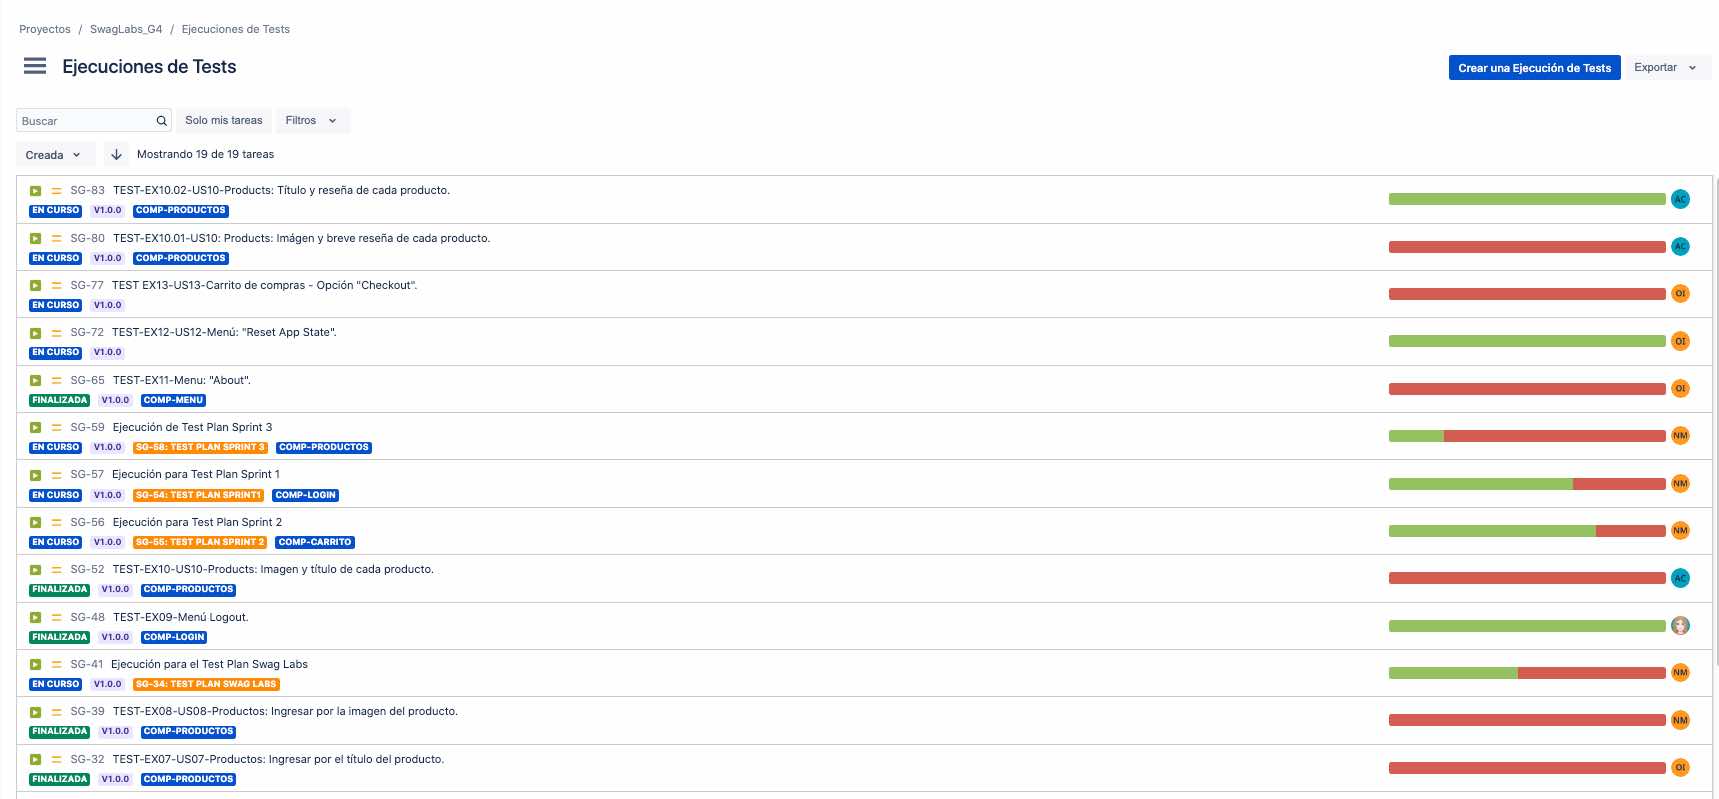 Proyectos / SwagLabs_G4 / Ejecuciones de Tests
Ejecuciones de Tests
Crear una Ejecución de Tests
Exportar
Buscar
Solo mis tareas
Filtros
Creada
Mostrando 19 de 19 tareas
SG-83 TEST-EX10.02-US10-Products: Título y reseña de cada producto.
AC
EN CURSO V1.0.0 COMP-PRODUCTOS
SG-80 TEST-EX10.01-US10: Products: Imágen y breve reseña de cada producto.
AC
EN CURSO V1.0.0 COMP-PRODUCTOS
SG-77 TEST EX13-US13-Carrito de compras - Opción "Checkout".
OI
EN CURSO V1.0.0
SG-72 TEST-EX12-US12-Menú: "Reset App State".
OI
EN CURSO V1.0.0
SG-65 TEST-EX11-Menu: "About".
OI
FINALIZADA V1.0.0 COMP-MENU
SG-59 Ejecución de Test Plan Sprint 3
NM
EN CURSO V1.0.0 SG-58: TEST PLAN SPRINT 3 COMP-PRODUCTOS
SG-57 Ejecución para Test Plan Sprint 1
NM
EN CURSO V1.0.0 SG-54: TEST PLAN SPRINT1 COMP-LOGIN
SG-56 Ejecución para Test Plan Sprint 2
NM
EN CURSO V1.0.0 SG-55: TEST PLAN SPRINT 2 COMP-CARRITO
SG-52 TEST-EX10-US10-Products: Imagen y título de cada producto.
AC
FINALIZADA V1.0.0 COMP-PRODUCTOS
SG-48 TEST-EX09-Menú Logout.
FINALIZADA V1.0.0 COMP-LOGIN
SG-41 Ejecución para el Test Plan Swag Labs
NM
EN CURSO V1.0.0 SG-34: TEST PLAN SWAG LABS
SG-39 TEST-EX08-US08-Productos: Ingresar por la imagen del producto.
NM
FINALIZADA V1.0.0 COMP-PRODUCTOS
SG-32 TEST-EX07-US07-Productos: Ingresar por el título del producto.
OI
FINALIZADA V1.0.0 COMP-PRODUCTOS